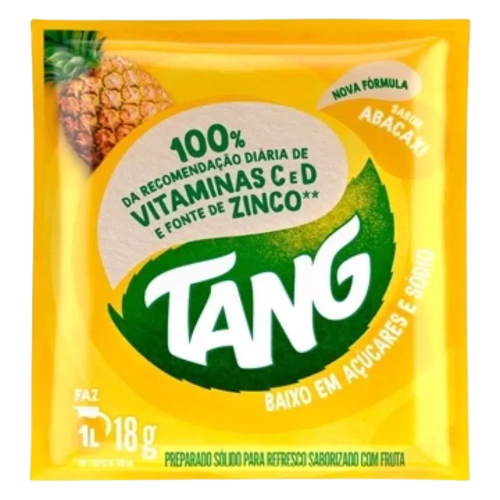 NOVA FÓRMULA
SABOR
ABACAXI
100%
DA RECOMENDAÇÃO DIÁRIA DE
VITAMINAS C E D
E FONTE DE ZINCO**
TANG
BAIXO EM AÇÚCARES E SÓDIO
FAZ
1L
18 g
PREPARADO SÓLIDO PARA REFRESCO SABORIZADO COM FRUTA